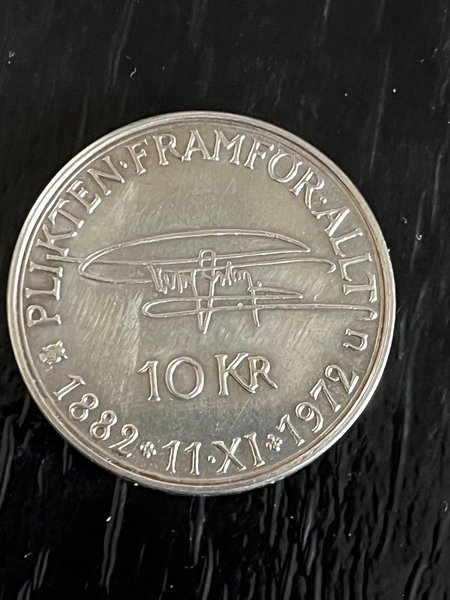 PLIKTEN·FRAMFÖR·ALLT
10 KR
1882 * 11·XI * 1972
u